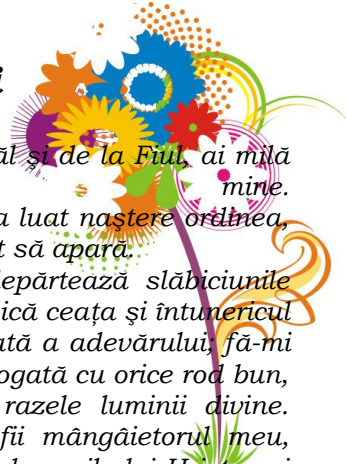 i
ăl şi de la Fiul, ai milă
mine.
a luat naştere ordinea,
t să apară.
depărtează slăbiciunile
ică ceaţa şi întunericul
ată a adevărului; fă-mi
ogată cu orice rod bun,
razele luminii divine.
fii mângâietorul meu,